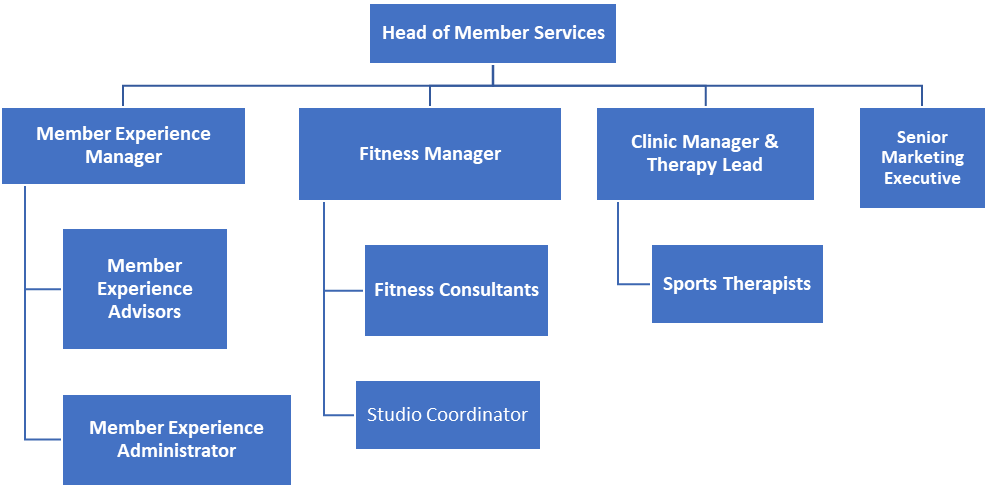 Head of Member Services
Member Experience
Manager
Fitness Manager
Clinic Manager &
Therapy Lead
Senior
Marketing
Executive
Member
Experience
Advisors
Fitness Consultants
Sports Therapists
Member Experience
Administrator
Studio Coordinator